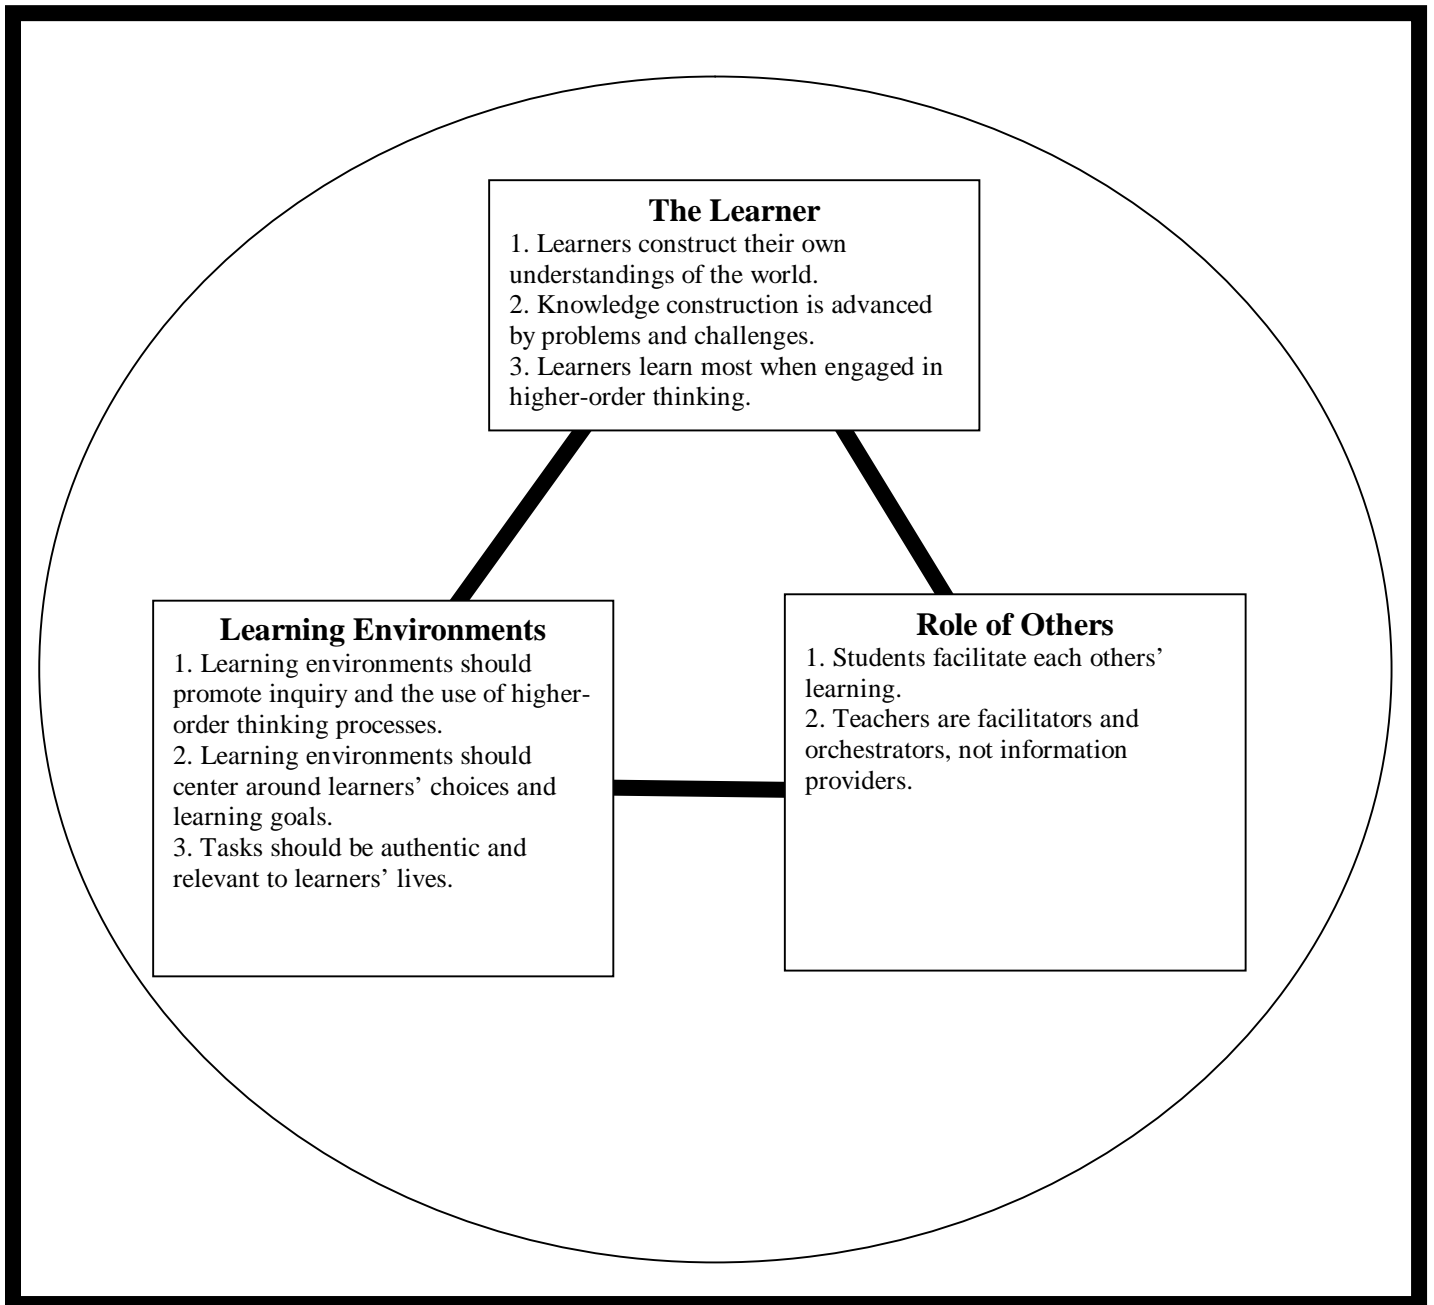 The Learner
1. Learners construct their own
understandings of the world.
2. Knowledge construction is advanced
by problems and challenges.
3. Learners learn most when engaged in
higher-order thinking.
Learning Environments
1. Learning environments should
promote inquiry and the use of higher-
order thinking processes.
2. Learning environments should
center around learners’ choices and
learning goals.
3. Tasks should be authentic and
relevant to learners’ lives.
Role of Others
1. Students facilitate each others’
learning.
2. Teachers are facilitators and
orchestrators, not information
providers.